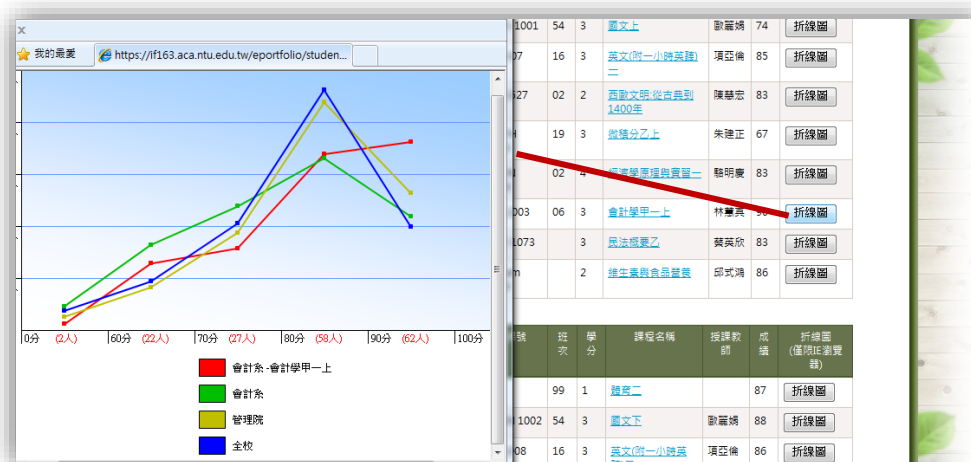 x
我的最愛
https://if163.aca.ntu.edu.tw/eportfolio/studen...
0分 (2人) 60分 (22人) 70分 (27人) 80分 (58人) 90分 (62人) 100分
會計系 -會計學甲一上
會計系
管理院
全校
1001 54 3 國文上 歐麗娟 74 折線圖
07 16 3 英文(附一小時英聽)一 項亞倫 85 折線圖
627 02 2 西歐文明:從古典到
1400年 陳慧宏 83 折線圖
19 3 微積分乙上 朱建正 67 折線圖
02 4 經濟學原理與實習一 駱明慶 83 折線圖
003 06 3 會計學甲一上 林蕙真 折線圖
1073 3 民法概要乙 蔡英欣 83 折線圖
m 2 維生素與食品營養 邱式鴻 86 折線圖
號 班次 學分 課程名稱 授課教師 成績 折線圖
(僅限IE瀏覽器)
99 1 體育二 87 折線圖
1002 54 3 國文下 歐麗娟 88 折線圖
08 16 3 英文(附一小時英 項亞倫 86 折線圖